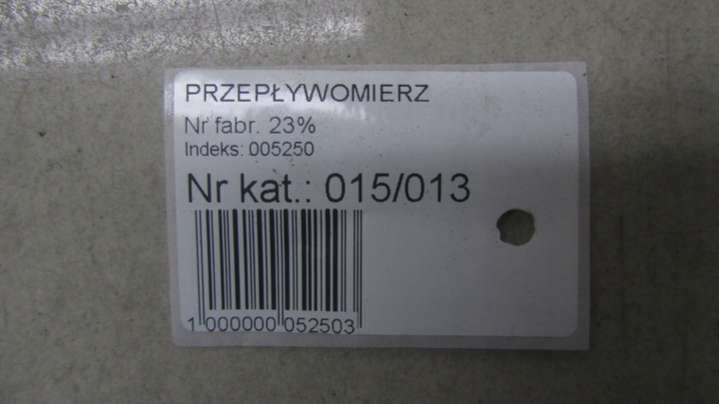 PRZEPŁYWOMIERZ
Nr fabr. 23%
Indeks: 005250
Nr kat.: 015/013
1 000000 052503